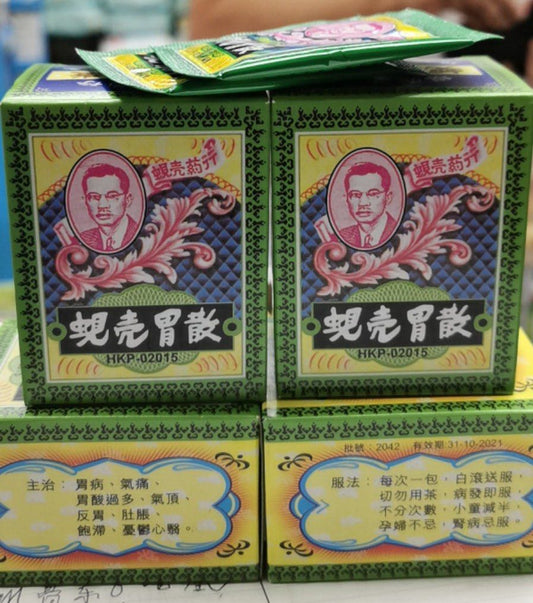 蜆壳药行
蜆壳胃散
HKP-02015
蜆壳药行
蜆壳胃散
HKP-02015
主治：胃病、氣痛、
胃酸過多、氣頂、
反胃、肚脹、
飽滯、憂鬱心翳。
批號：2042 有效期 31-10-2021
服法：每次一包，白滾送服，
切勿用茶，病發即服，
不分次數，小童減半，
孕婦不忌，腎病忌服。